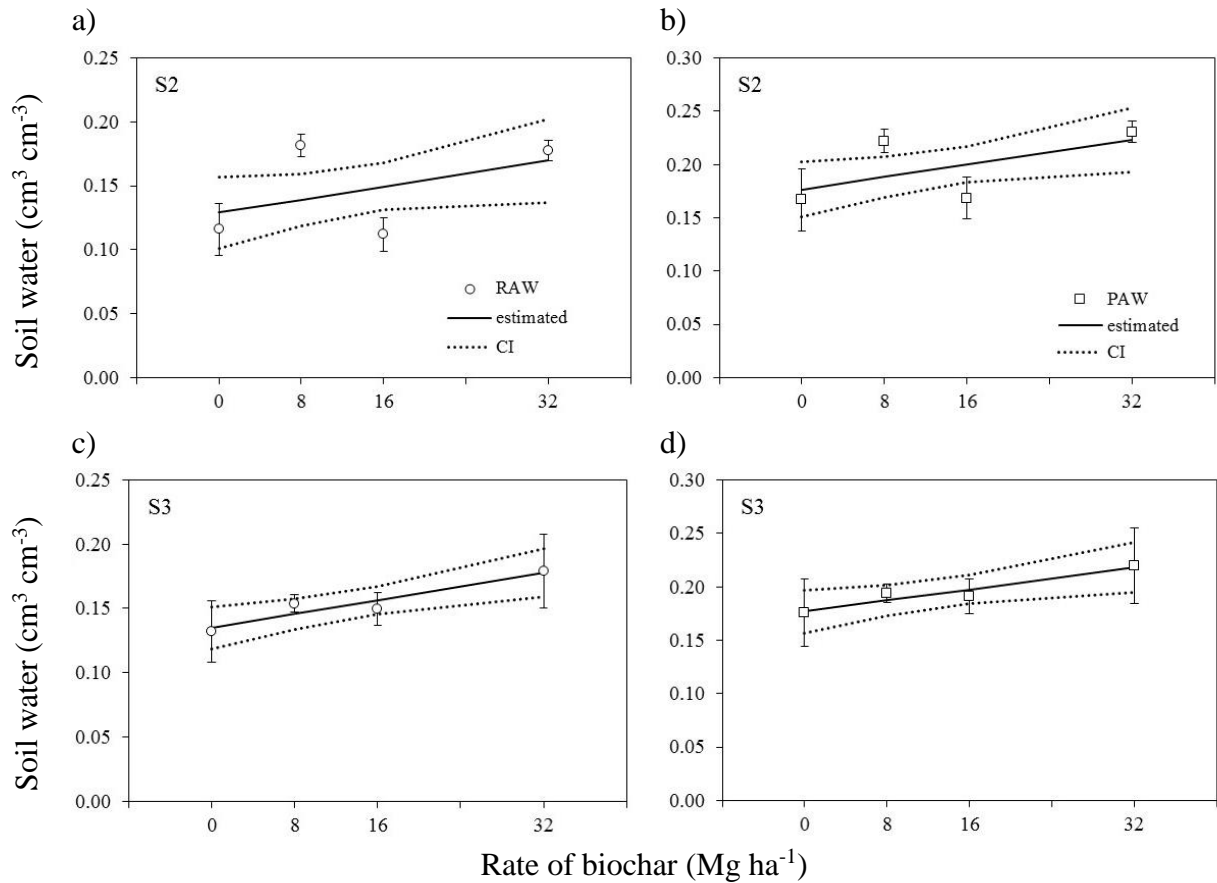 a)
Soil water (cm³ cm⁻³)
0.25
0.20
0.15
0.10
0.05
0.00
S2
RAW
estimated
CI
0 8 16 32
b)
0.30
0.25
0.20
0.15
0.10
0.05
0.00
S2
PAW
estimated
CI
0 8 16 32
c)
Soil water (cm³ cm⁻³)
0.25
0.20
0.15
0.10
0.05
0.00
S3
0 8 16 32
d)
0.30
0.25
0.20
0.15
0.10
0.05
0.00
S3
0 8 16 32
Rate of biochar (Mg ha⁻¹)